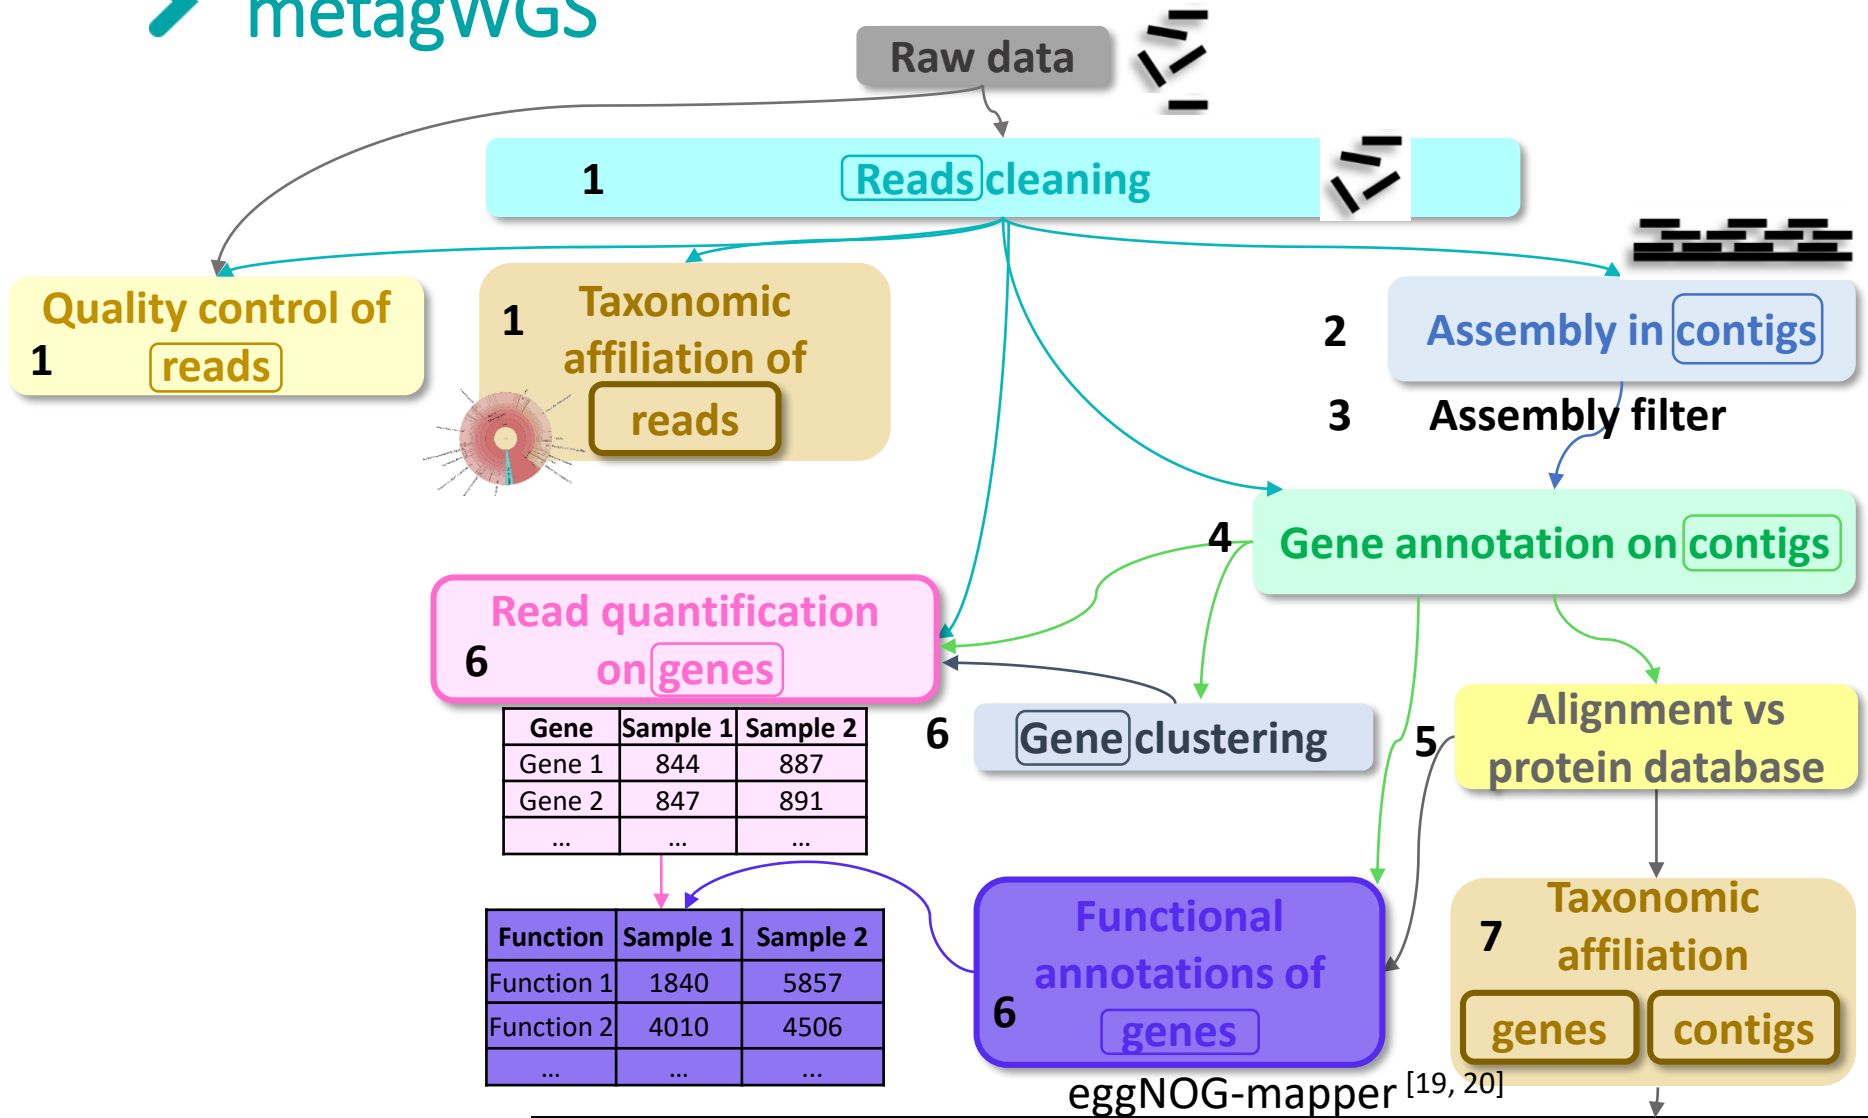 metagWGS
Raw data
1 Reads cleaning
Quality control of
1 reads
1 Taxonomic
affiliation of
reads
2 Assembly in contigs
3 Assembly filter
4 Gene annotation on contigs
Read quantification
6 on genes
Gene Sample 1 Sample 2
Gene 1 844 887
Gene 2 847 891
... ... ...
6 Gene clustering
5 Alignment vs
protein database
Function Sample 1 Sample 2
Function 1 1840 5857
Function 2 4010 4506
... ... ...
Functional
annotations of
6 genes
eggNOG-mapper [19, 20]
Taxonomic
7 affiliation
genes contigs